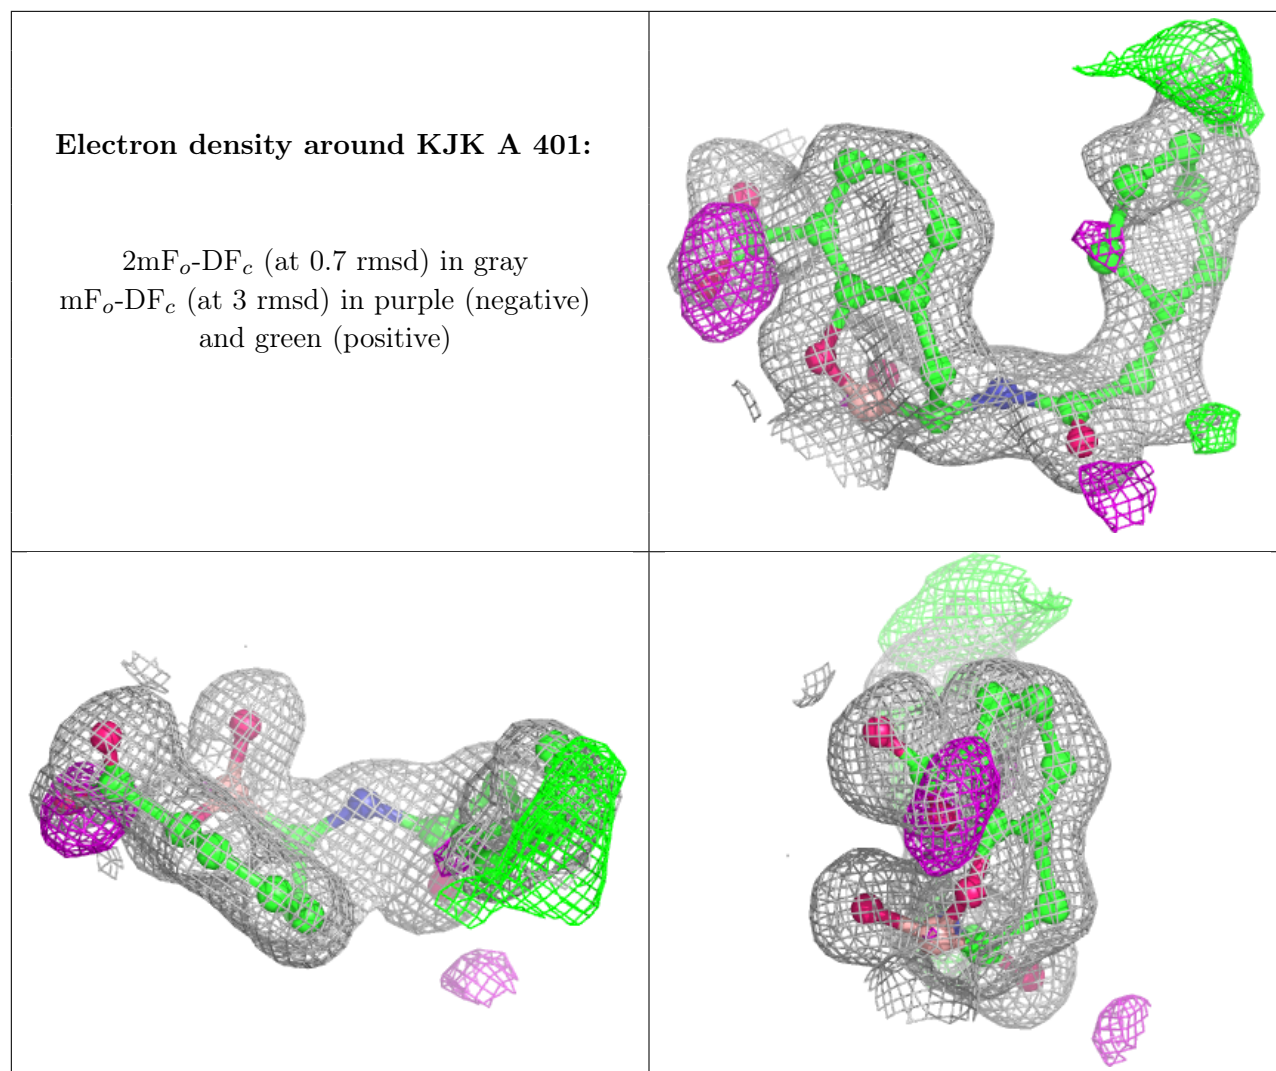 Electron density around KJK A 401:
2mFo-DFc (at 0.7 rmsd) in gray
mFo-DFc (at 3 rmsd) in purple (negative)
and green (positive)